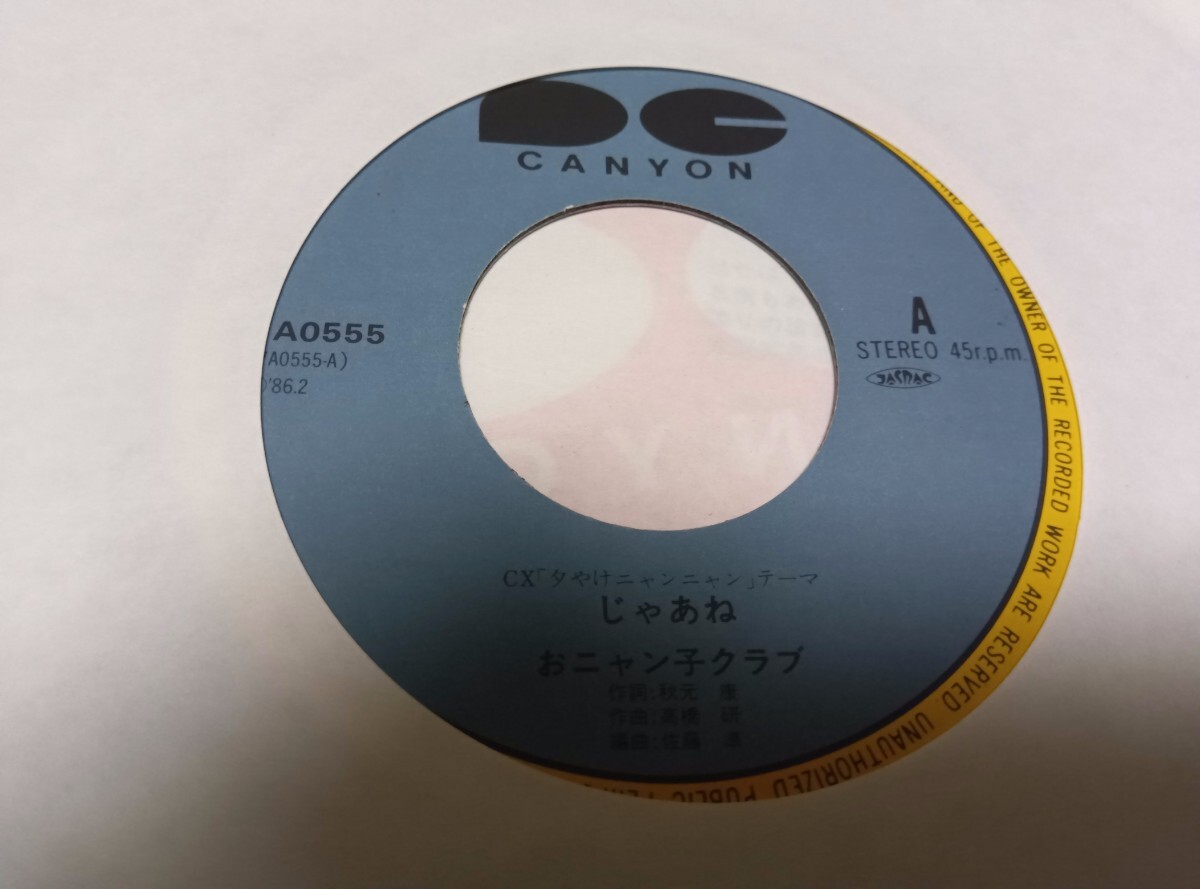 CANYON
A0555
A0555-A)
'86.2
A
STEREO 45r.p.m.
JASRAC
CX「夕やけニャンニャン」テーマ
じゃあね
おニャン子クラブ
作詞:秋元 康
作曲:高橋 研
編曲:佐藤 準
AND OF THE OWNER OF THE RECORDED WORK ARE RESERVED UNAUTHORIZED PUBLIC